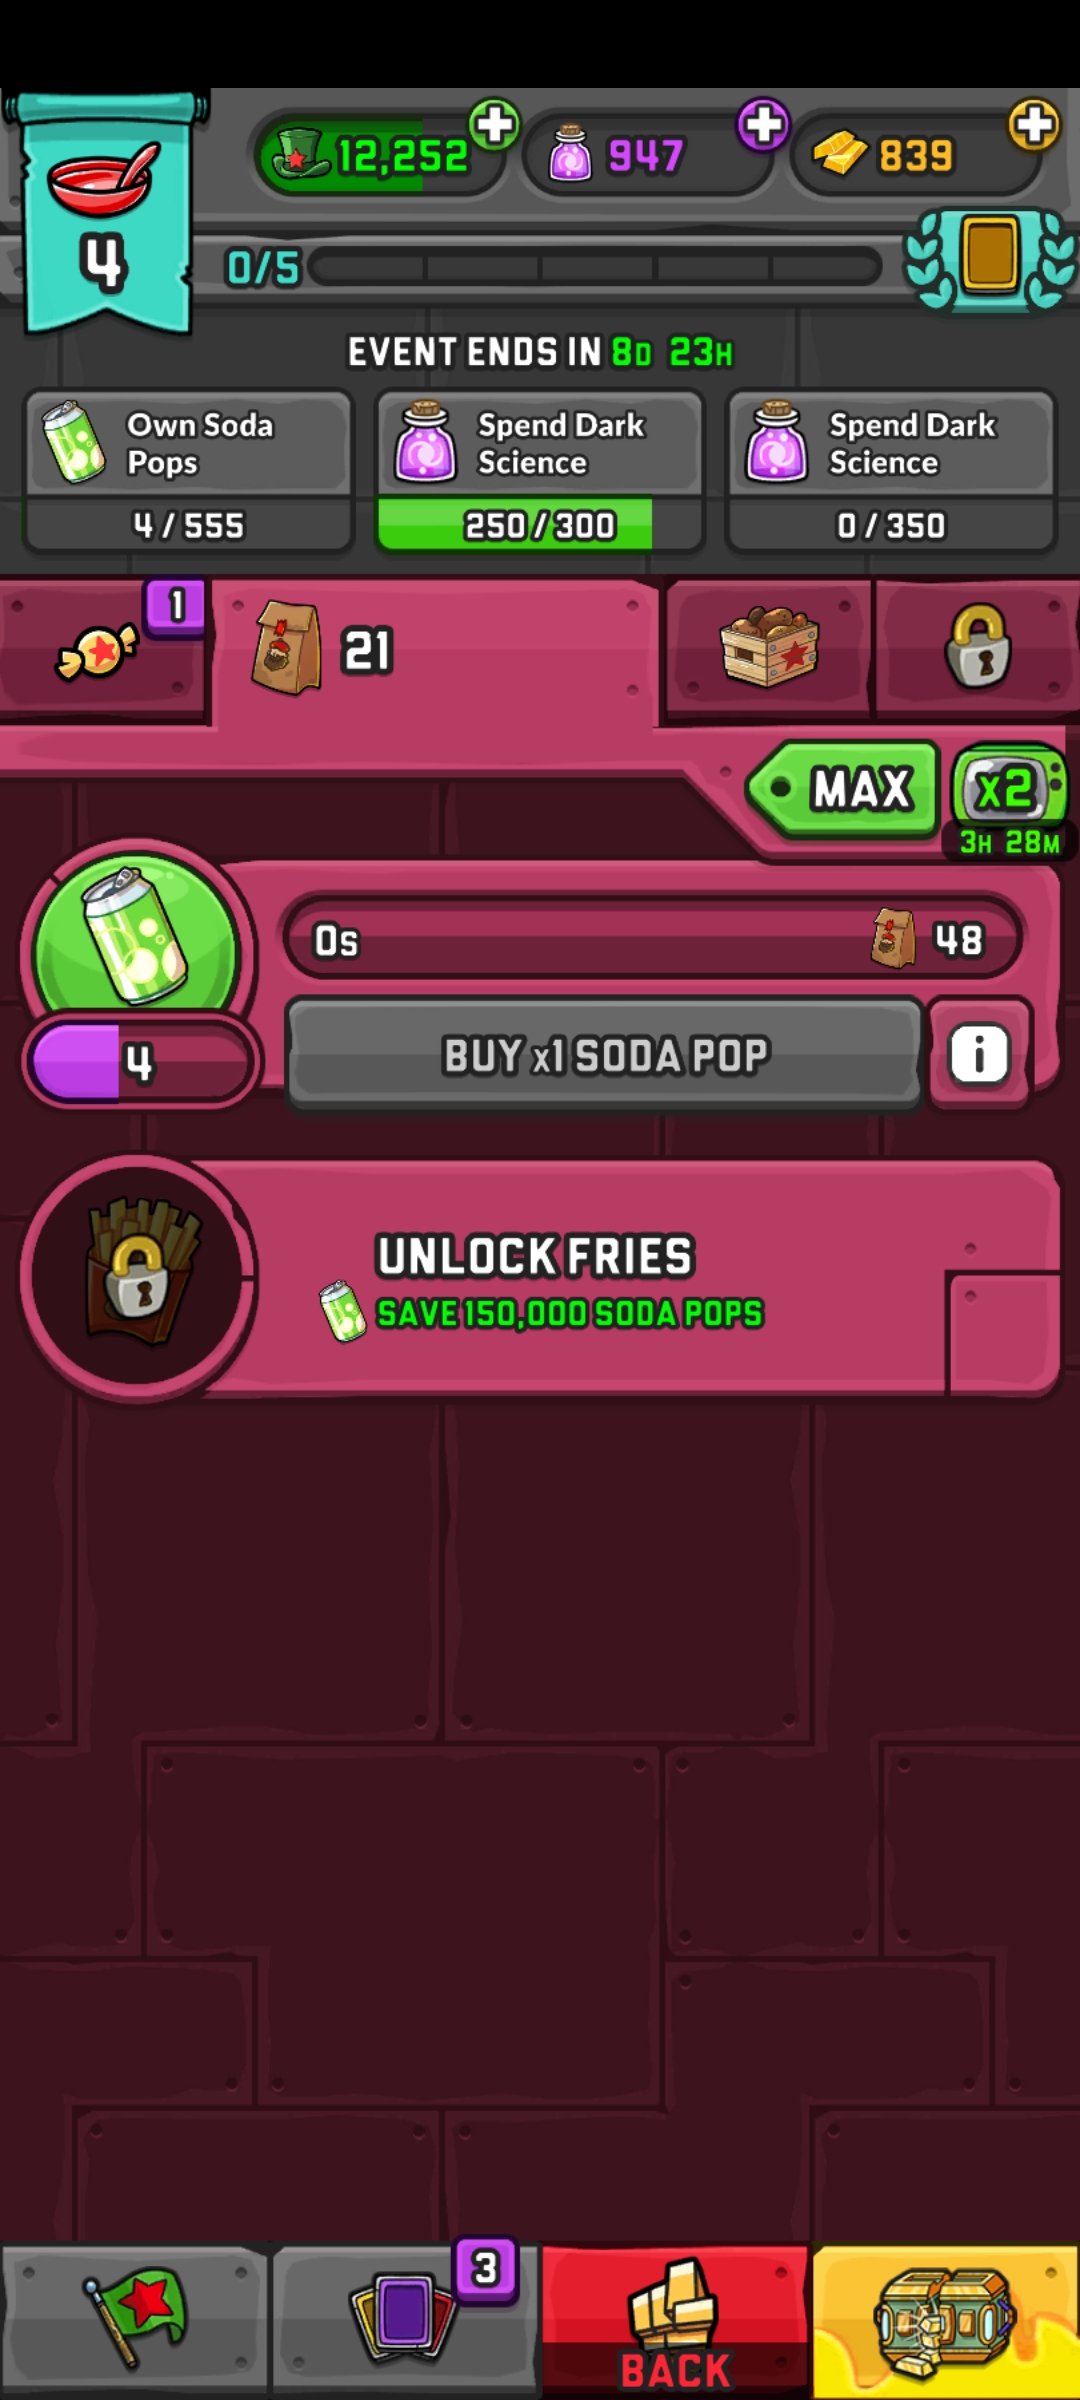 12,252
947
839
4
0/5
EVENT ENDS IN 8D 23H
Own Soda Pops
4 / 555
Spend Dark Science
250 / 300
Spend Dark Science
0 / 350
1
21
MAX
x2
3H 28M
0s
48
4
BUY x1 SODA POP
i
UNLOCK FRIES
SAVE 150,000 SODA POPS
3
BACK